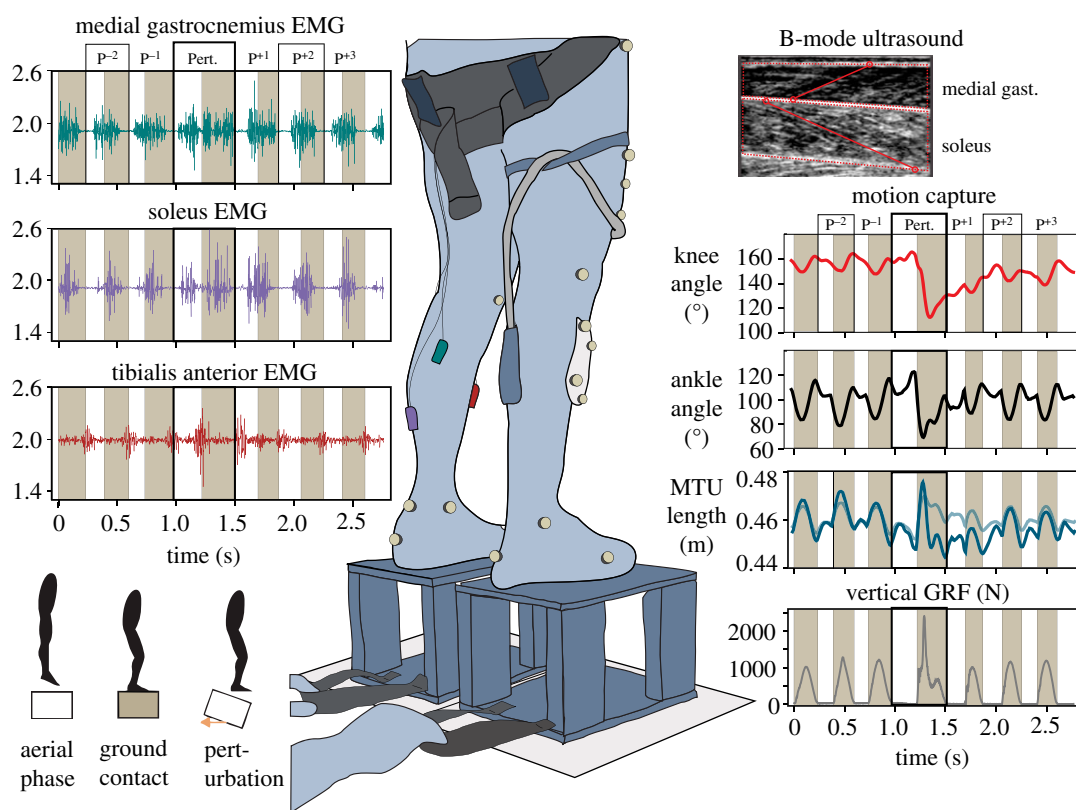 medial gastrocnemius EMG
P⁻² P⁻¹ Pert. P⁺¹ P⁺² P⁺³
2.6
2.0
1.4
soleus EMG
2.6
2.0
1.4
tibialis anterior EMG
2.6
2.0
1.4
0 0.5 1.0 1.5 2.0 2.5
time (s)
aerial
phase
ground
contact
pert-
urbation
B-mode ultrasound
medial gast.
soleus
motion capture
P⁻² P⁻¹ Pert. P⁺¹ P⁺² P⁺³
knee
angle
(°)
160
140
120
100
ankle
angle
(°)
120
100
80
60
MTU
length
(m)
0.48
0.46
0.44
vertical GRF (N)
2000
1000
0
0 0.5 1.0 1.5 2.0 2.5
time (s)